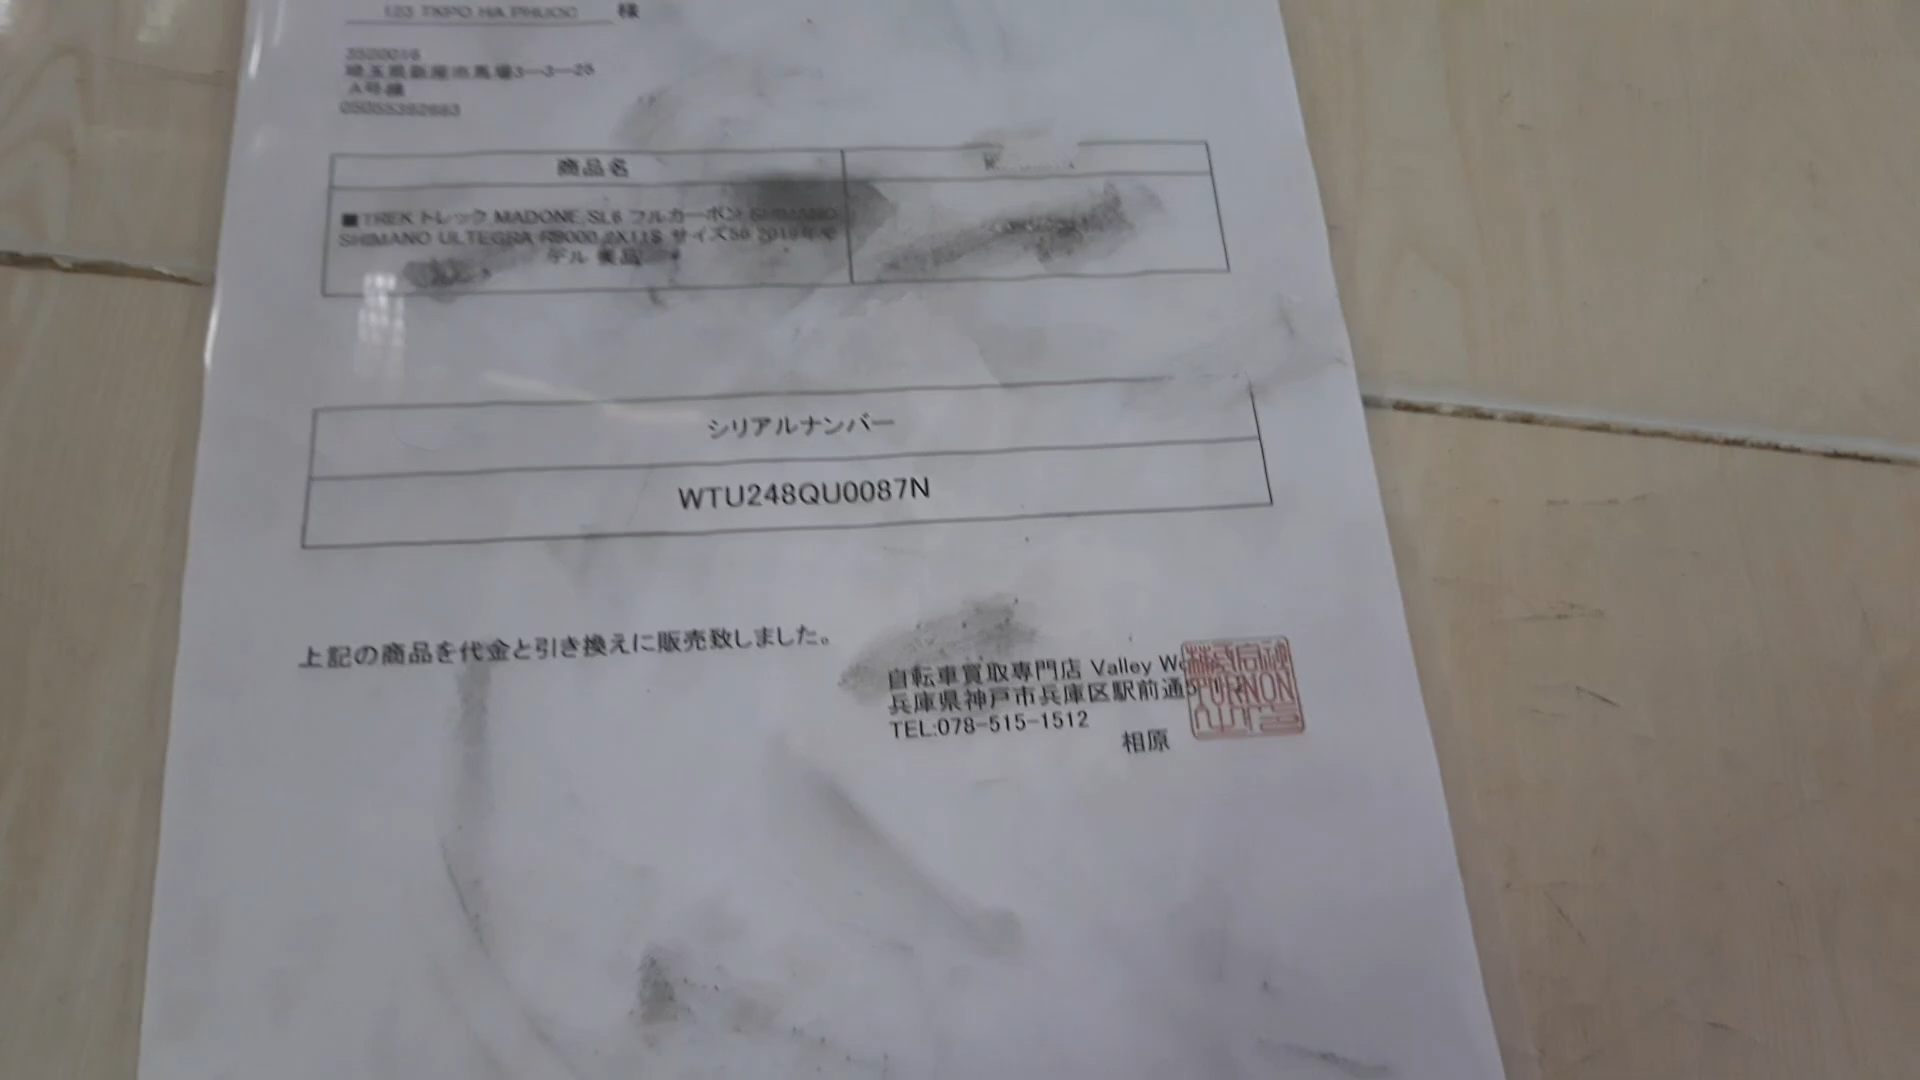 123 TKPO HA PHUOC 様
3520016
埼玉県新座市馬場3-3-25
A号棟
05055392683
商品名
■TREK トレック MADONE SL6 フルカーボン SHIMANO
SHIMANO ULTEGRA R8000 2X11S サイズ56 2019年モ
デル 美品
シリアルナンバー
WTU248QU0087N
上記の商品を代金と引き換えに販売致しました。
自転車買取専門店 Valley
兵庫県神戸市兵庫区駅前通5
TEL:078-515-1512
相原